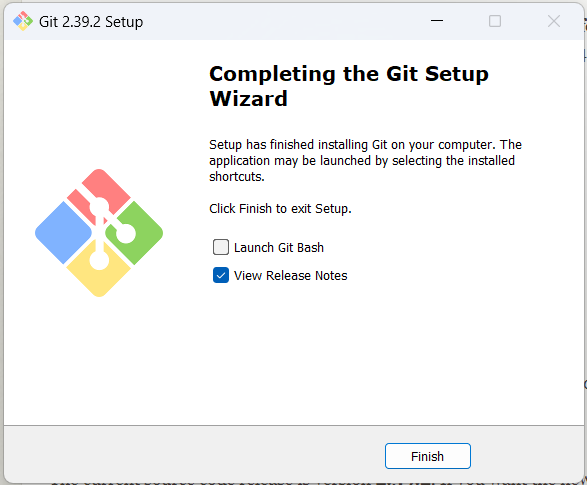 Git 2.39.2 Setup
Completing the Git Setup
Wizard
Setup has finished installing Git on your computer. The
application may be launched by selecting the installed
shortcuts.
Click Finish to exit Setup.
Launch Git Bash
View Release Notes
Finish